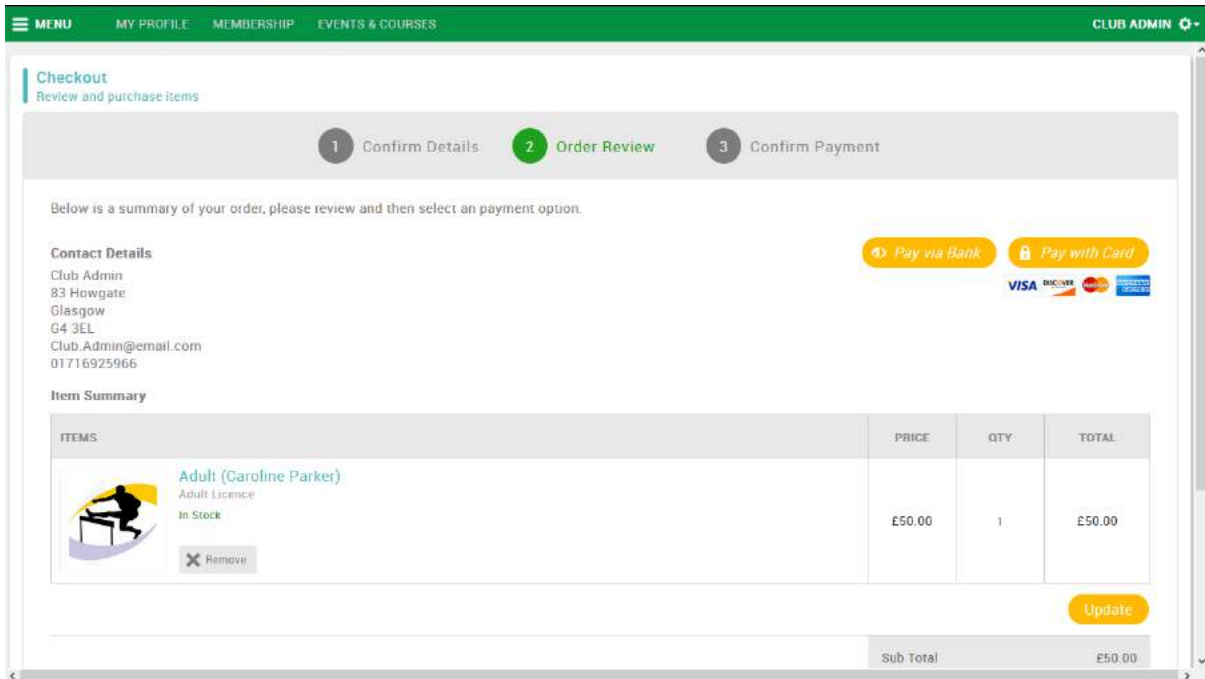 MENU MY PROFILE MEMBERSHIP EVENTS & COURSES CLUB ADMIN
Checkout
Review and purchase items
1 Confirm Details 2 Order Review 3 Confirm Payment
Below is a summary of your order, please review and then select an payment option.
Contact Details
Pay via Bank Pay with Card
Club Admin
VISA DISCOVER MasterCard
83 Howgate
Glasgow
G4 3EL
Club.Admin@email.com
01716925966
Item Summary
ITEMS PRICE QTY TOTAL
Adult (Caroline Parker)
Adult Licence
In Stock
£50.00 1 £50.00
Remove
Update
Sub Total £50.00